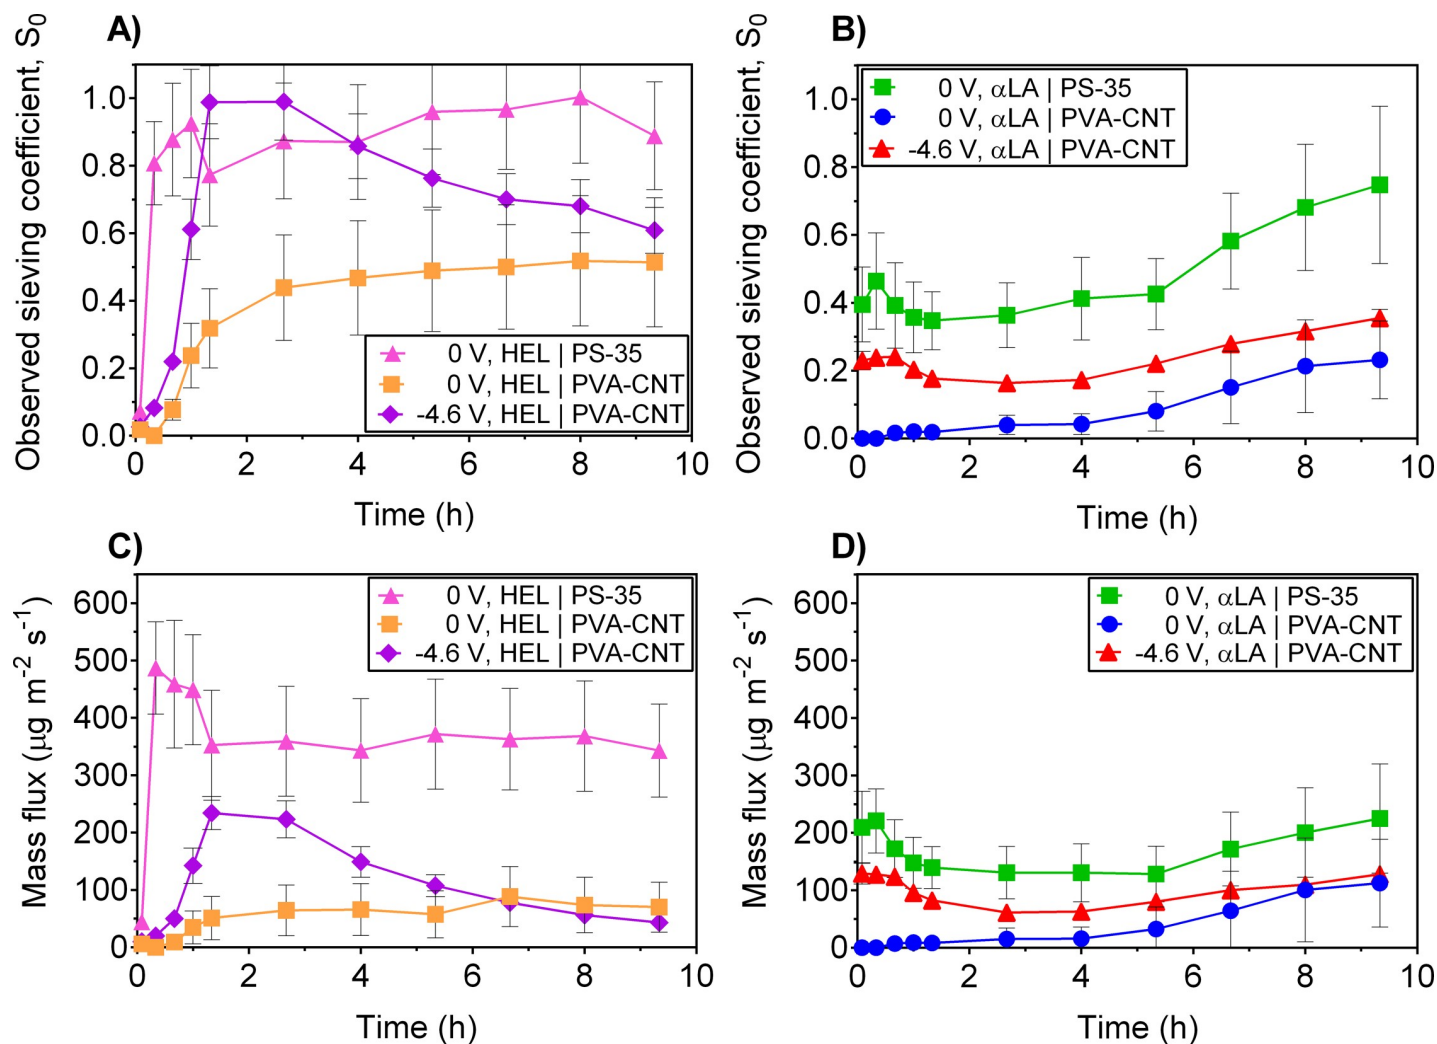 A)
Observed sieving coefficient, S₀
1.0
0.8
0.6
0.4
0.2
0.0
0 2 4 6 8 10
Time (h)
0 V, HEL | PS-35
0 V, HEL | PVA-CNT
-4.6 V, HEL | PVA-CNT
B)
Observed sieving coefficient, S₀
1.0
0.8
0.6
0.4
0.2
0.0
0 2 4 6 8 10
Time (h)
0 V, αLA | PS-35
0 V, αLA | PVA-CNT
-4.6 V, αLA | PVA-CNT
C)
Mass flux (μg m⁻² s⁻¹)
600
500
400
300
200
100
0
0 2 4 6 8 10
Time (h)
0 V, HEL | PS-35
0 V, HEL | PVA-CNT
-4.6 V, HEL | PVA-CNT
D)
Mass flux (μg m⁻² s⁻¹)
600
500
400
300
200
100
0
0 2 4 6 8 10
Time (h)
0 V, αLA | PS-35
0 V, αLA | PVA-CNT
-4.6 V, αLA | PVA-CNT